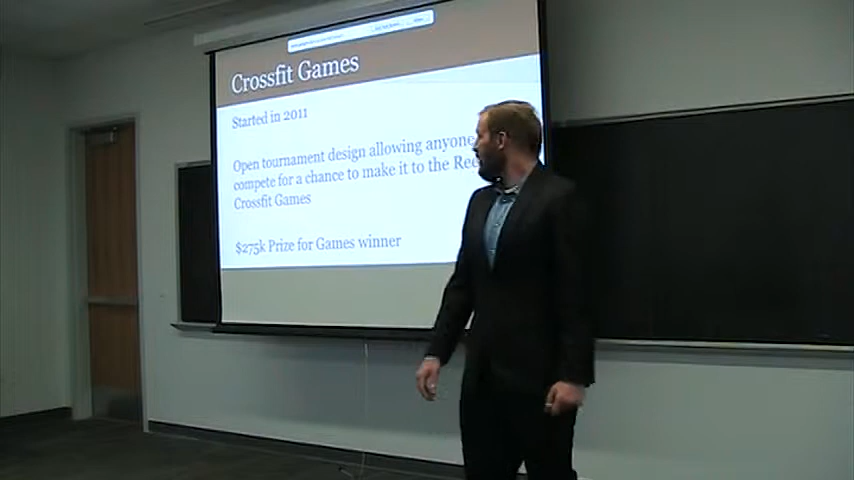 Crossfit Games
Started in 2011
Open tournament design allowing anyone
compete for a chance to make it to the Ree
Crossfit Games
$275k Prize for Games winner